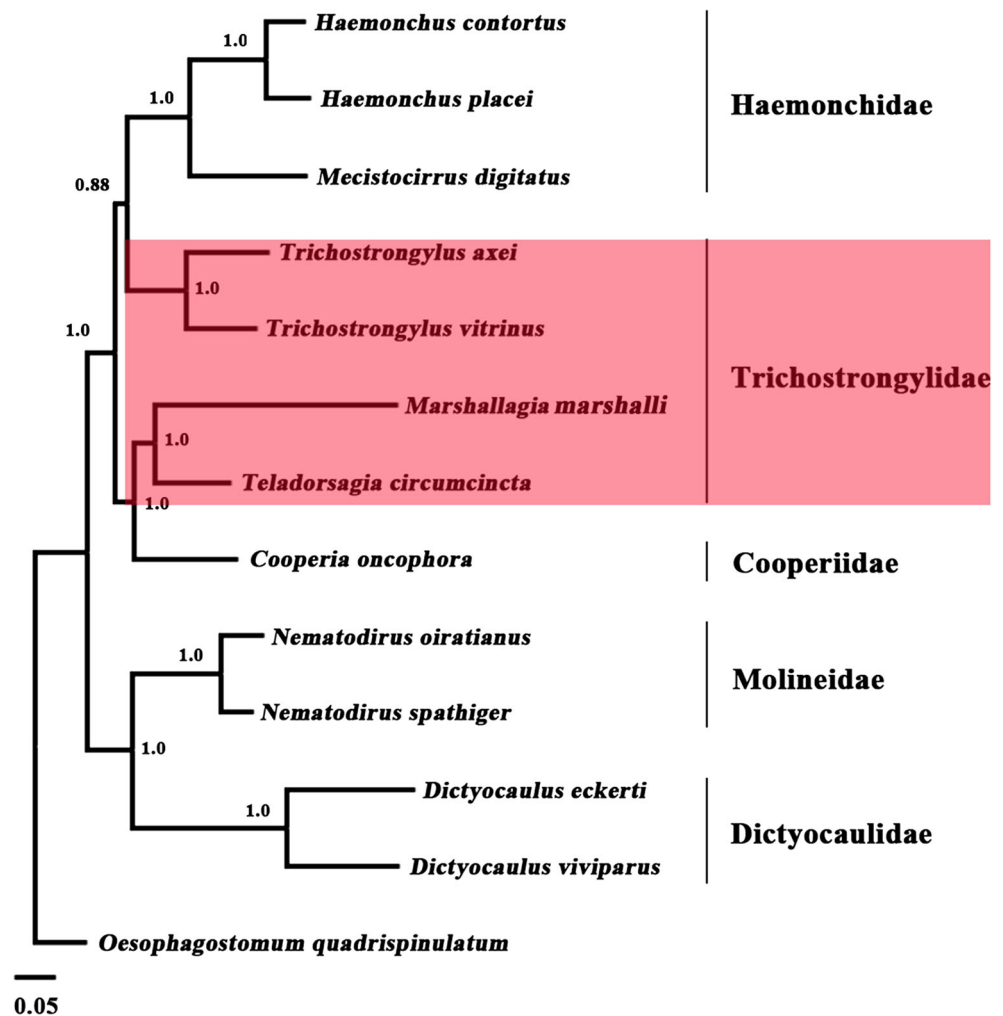 Haemonchus contortus
1.0
Haemonchus placei
Haemonchidae
1.0
Mecistocirrus digitatus
0.88
Trichostrongylus axei
1.0
Trichostrongylus vitrinus
1.0
Trichostrongylidae
Marshallagia marshalli
1.0
Teladorsagia circumcincta
1.0
Cooperia oncophora
Cooperiidae
Nematodirus oiratianus
1.0
Molineidae
Nematodirus spathiger
1.0
Dictyocaulus eckerti
1.0
Dictyocaulidae
Dictyocaulus viviparus
Oesophagostomum quadrispinulatum
0.05